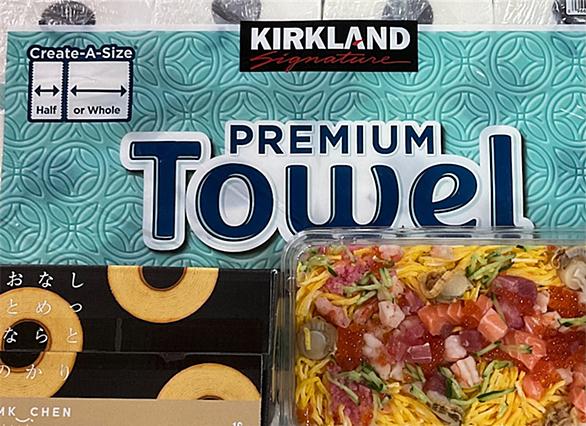 KIRKLAND
Signature
Create-A-Size
Half or Whole
PREMIUM
Towel
しっとり
なめらか
おとなの
MK CHEN